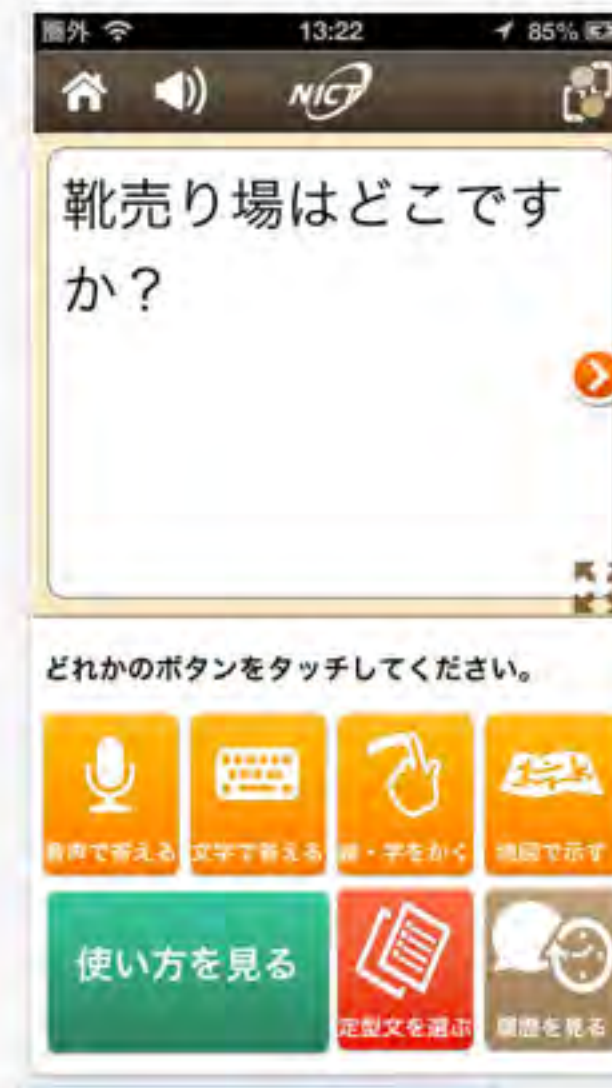 圏外 13:22 85%
NICT
靴売り場はどこです
か？
どれかのボタンをタッチしてください。
音声で答える 文字で答える 絵・字をかく 地図で示す
使い方を見る 定型文を選ぶ 履歴を見る